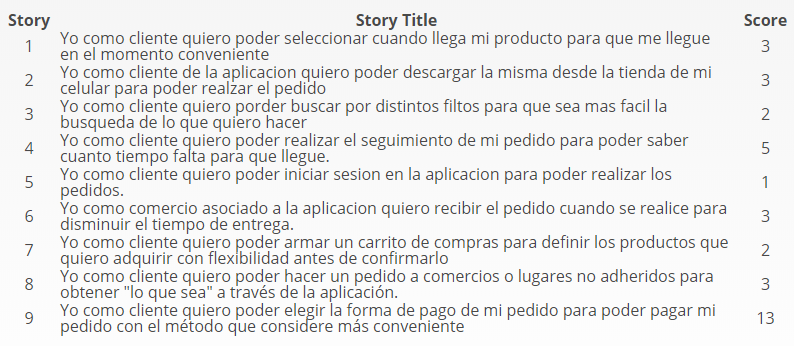 Story Story Title Score
1 Yo como cliente quiero poder seleccionar cuando llega mi producto para que me llegue
en el momento conveniente 3
2 Yo como cliente de la aplicacion quiero poder descargar la misma desde la tienda de mi
celular para poder realzar el pedido 3
3 Yo como cliente quiero porder buscar por distintos filtos para que sea mas facil la
busqueda de lo que quiero hacer 2
4 Yo como cliente quiero poder realizar el seguimiento de mi pedido para poder saber
cuanto tiempo falta para que llegue. 5
5 Yo como cliente quiero poder iniciar sesion en la aplicacion para poder realizar los
pedidos. 1
6 Yo como comercio asociado a la aplicacion quiero recibir el pedido cuando se realice para
disminuir el tiempo de entrega. 3
7 Yo como cliente quiero poder armar un carrito de compras para definir los productos que
quiero adquirir con flexibilidad antes de confirmarlo 2
8 Yo como cliente quiero poder hacer un pedido a comercios o lugares no adheridos para
obtener "lo que sea" a través de la aplicación. 3
9 Yo como cliente quiero poder elegir la forma de pago de mi pedido para poder pagar mi
pedido con el método que considere más conveniente 13